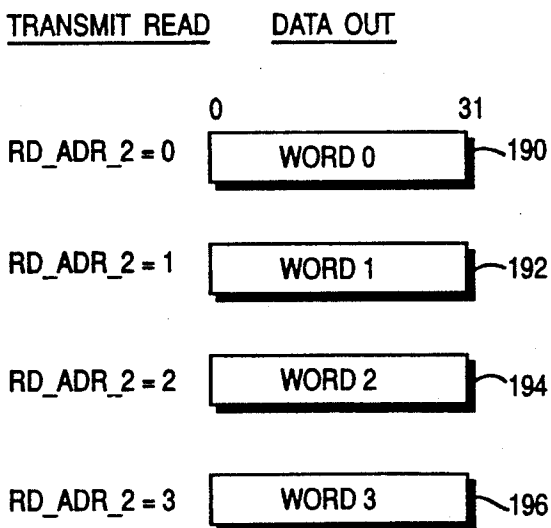 TRANSMIT READ DATA OUT
0 31
RD_ADR_2 = 0 WORD 0 190
RD_ADR_2 = 1 WORD 1 192
RD_ADR_2 = 2 WORD 2 194
RD_ADR_2 = 3 WORD 3 196